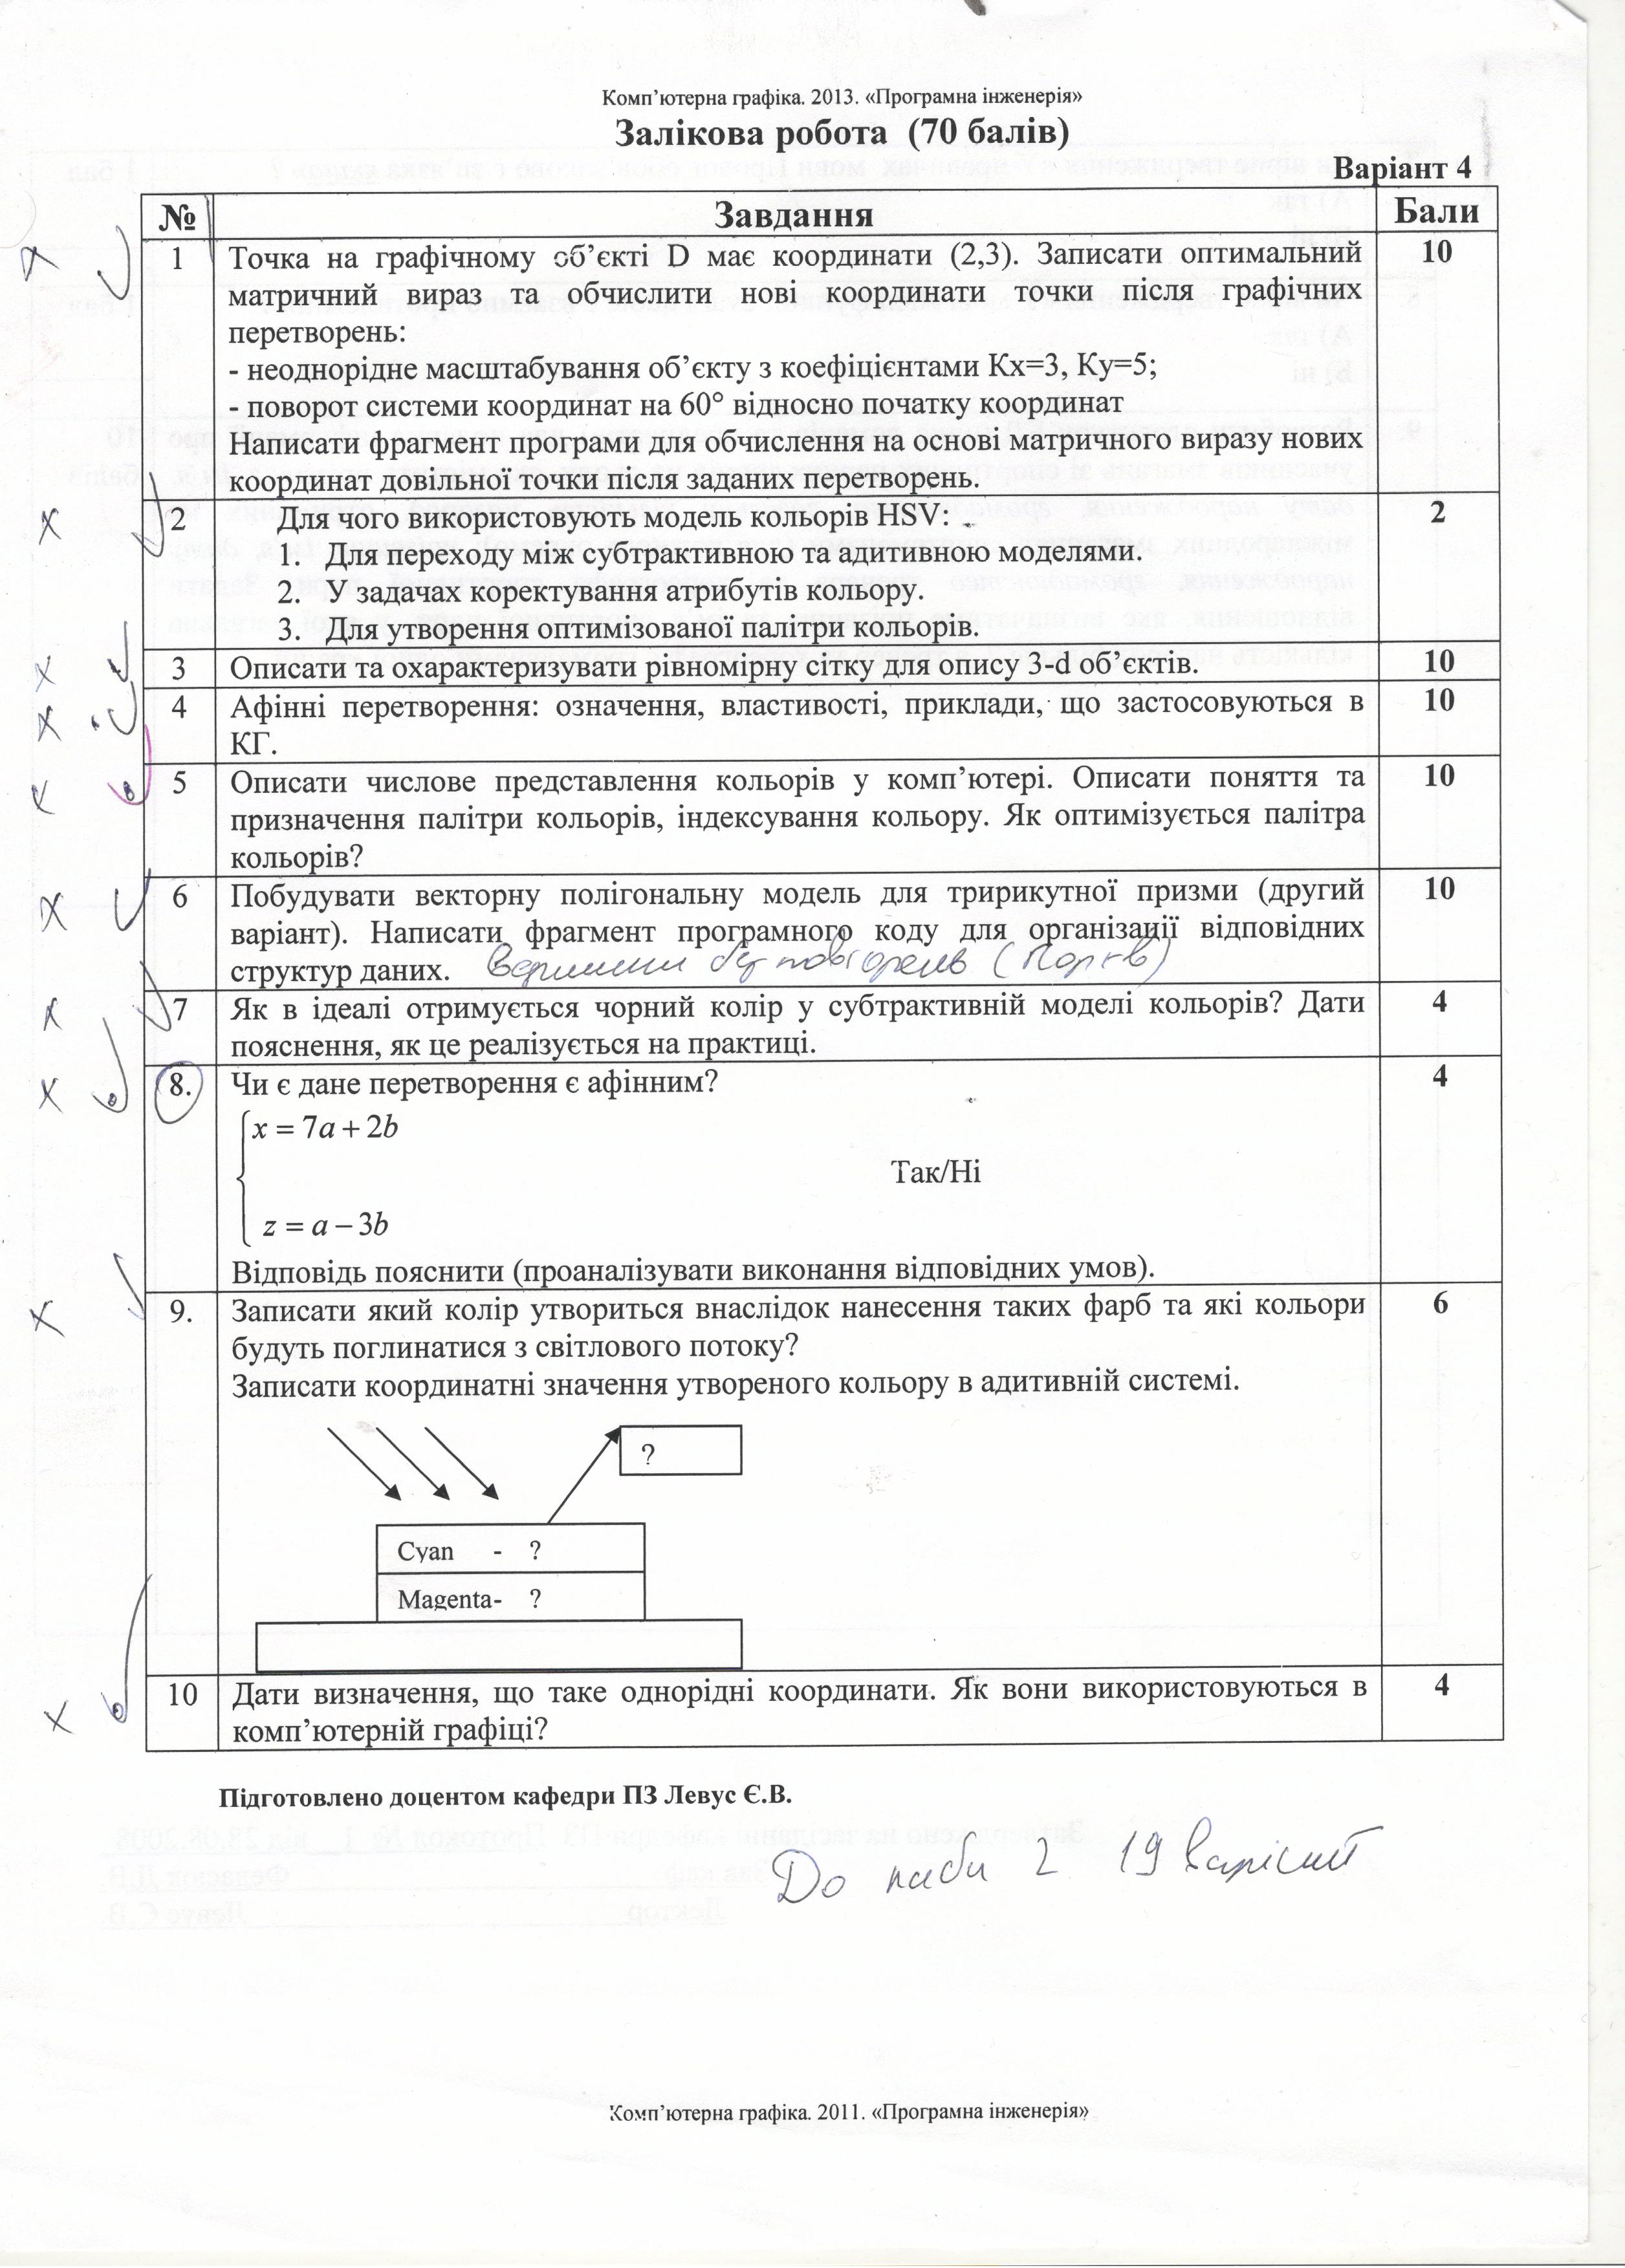 Комп'ютерна графіка. 2013. «Програмна інженерія»
Залікова робота (70 балів)
Варіант 4
№ Завдання Бали
1 Точка на графічному об'єкті D має координати (2,3). Записати оптимальний 10
матричний вираз та обчислити нові координати точки після графічних
перетворень:
- неоднорідне масштабування об'єкту з коефіцієнтами Кх=3, Ку=5;
- поворот системи координат на 60° відносно початку координат
Написати фрагмент програми для обчислення на основі матричного виразу нових
координат довільної точки після заданих перетворень.
2 Для чого використовують модель кольорів HSV: 2
1. Для переходу між субтрактивною та адитивною моделями.
2. У задачах коректування атрибутів кольору.
3. Для утворення оптимізованої палітри кольорів.
3 Описати та охарактеризувати рівномірну сітку для опису 3-d об'єктів. 10
4 Афінні перетворення: означення, властивості, приклади, що застосовуються в 10
КГ.
5 Описати числове представлення кольорів у комп'ютері. Описати поняття та 10
призначення палітри кольорів, індексування кольору. Як оптимізується палітра
кольорів?
6 Побудувати векторну полігональну модель для тририкутної призми (другий 10
варіант). Написати фрагмент програмного коду для організації відповідних
структур даних. Вершини
7 Як в ідеалі отримується чорний колір у субтрактивній моделі кольорів? Дати 4
пояснення, як це реалізується на практиці.
8. Чи є дане перетворення є афінним? 4
x = 7a + 2b
Так/Ні
z = a − 3b
Відповідь пояснити (проаналізувати виконання відповідних умов).
9. Записати який колір утвориться внаслідок нанесення таких фарб та які кольори 6
будуть поглинатися з світлового потоку?
Записати координатні значення утвореного кольору в адитивній системі.
?
Cyan - ?
Magenta- ?
10 Дати визначення, що таке однорідні координати. Як вони використовуються в 4
комп'ютерній графіці?
Підготовлено доцентом кафедри ПЗ Левус Є.В.
До лаби 2 19 варіант
Комп'ютерна графіка. 2011. «Програмна інженерія»